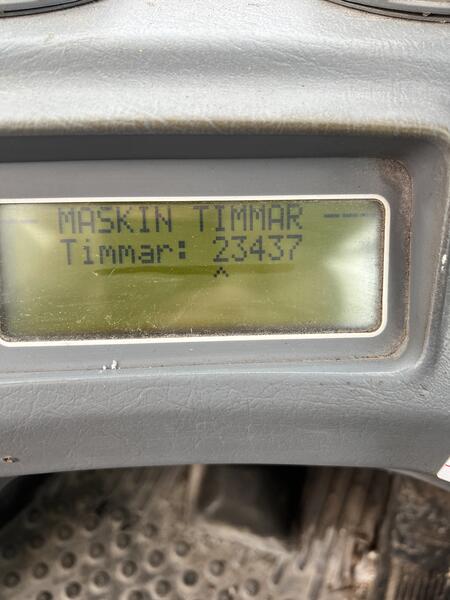 -- MASKIN TIMMAR ---
Timmar: 23437
^